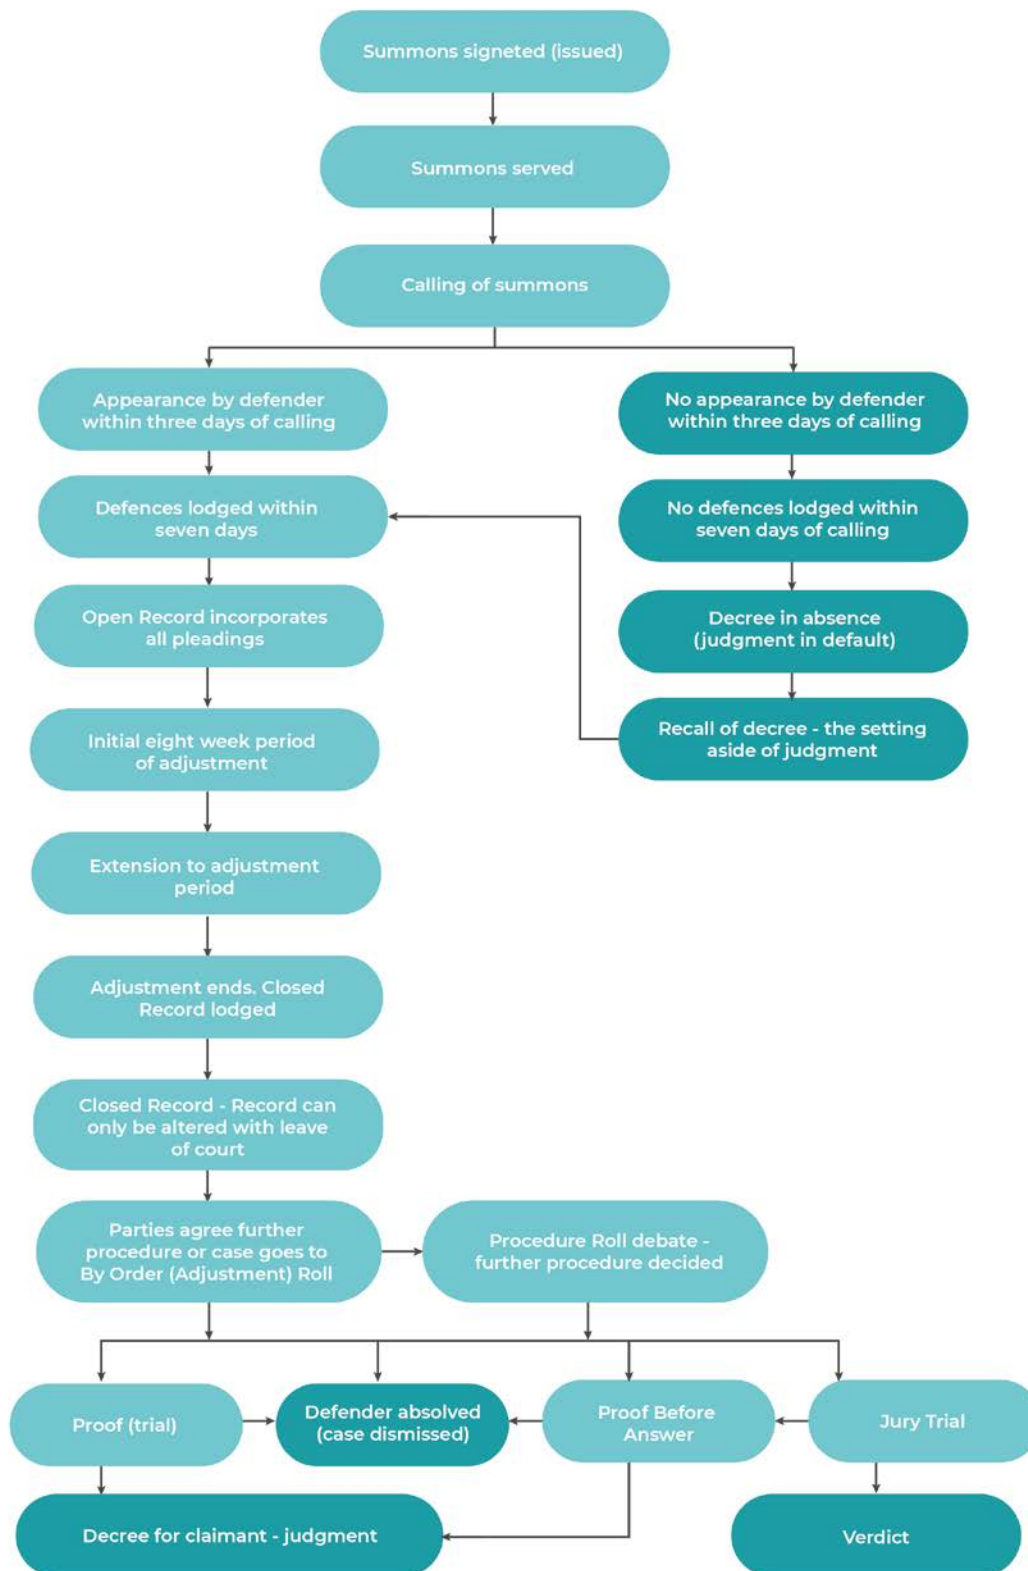 Summons signeted (issued)
Summons served
Calling of summons
Appearance by defender
within three days of calling
No appearance by defender
within three days of calling
Defences lodged within
seven days
No defences lodged within
seven days of calling
Open Record incorporates
all pleadings
Decree in absence
(judgment in default)
Initial eight week period
of adjustment
Recall of decree - the setting
aside of judgment
Extension to adjustment
period
Adjustment ends. Closed
Record lodged
Closed Record - Record can
only be altered with leave
of court
Parties agree further
procedure or case goes to
By Order (Adjustment) Roll
Procedure Roll debate -
further procedure decided
Proof (trial)
Defender absolved
(case dismissed)
Proof Before
Answer
Jury Trial
Decree for claimant - judgment
Verdict